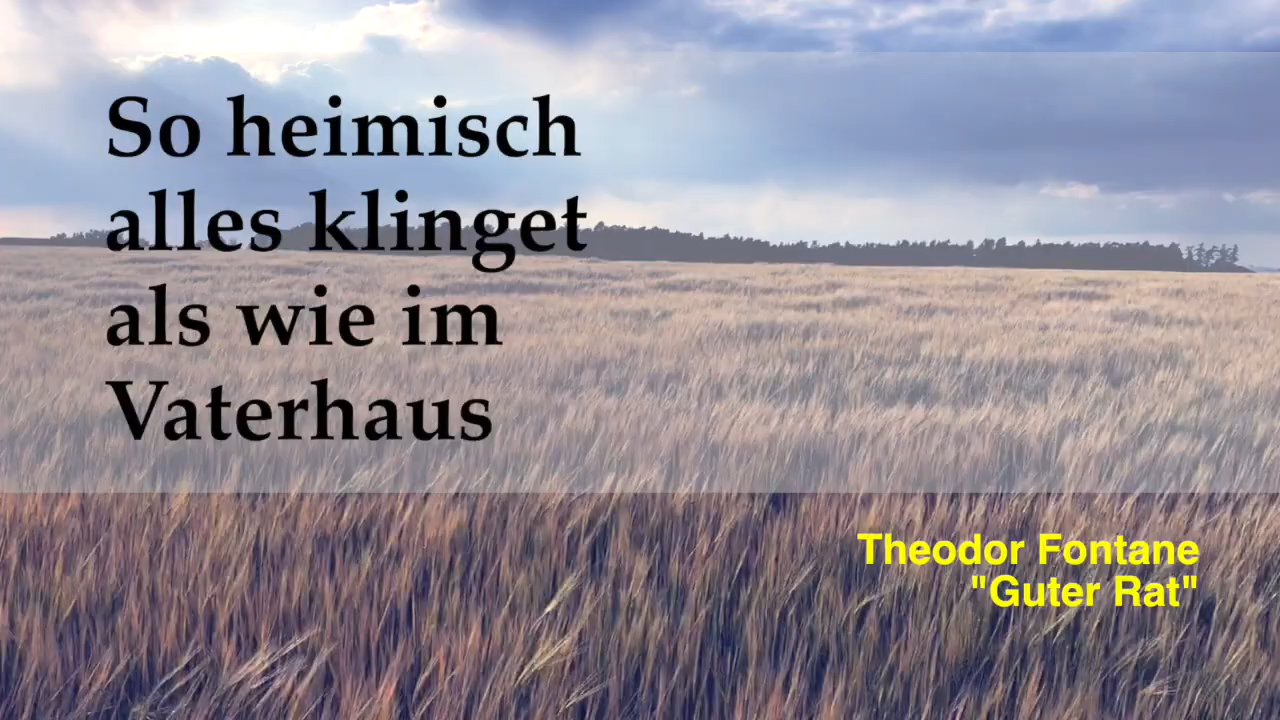 So heimisch
alles klinget
als wie im
Vaterhaus
Theodor Fontane
"Guter Rat"